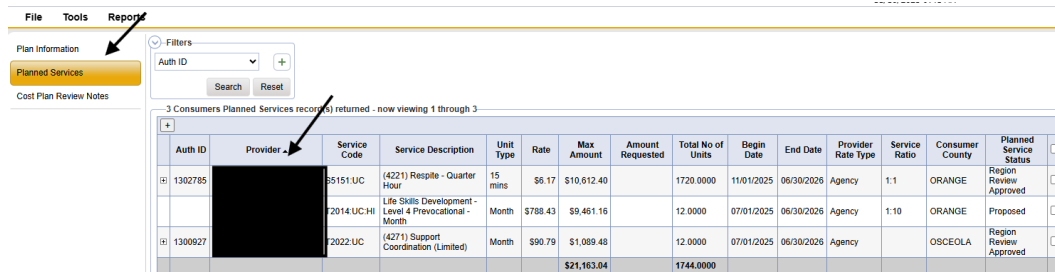 File Tools Reports
Plan Information
Planned Services
Cost Plan Review Notes
Filters
Auth ID
+
Search Reset
3 Consumers Planned Services record(s) returned - now viewing 1 through 3
+
Auth ID Provider Service Code Service Description Unit Type Rate Max Amount Amount Requested Total No of Units Begin Date End Date Provider Rate Type Service Ratio Consumer County Planned Service Status
1302785 S5151:UC (4221) Respite - Quarter Hour 15 mins $6.17 $10,612.40 1720.0000 11/01/2025 06/30/2026 Agency 1:1 ORANGE Region Review Approved
T2014:UC:HI Life Skills Development - Level 4 Prevocational - Month Month $788.43 $9,461.16 12.0000 07/01/2025 06/30/2026 Agency 1:10 ORANGE Proposed
1300927 T2022:UC (4271) Support Coordination (Limited) Month $90.79 $1,089.48 12.0000 07/01/2025 06/30/2026 Agency OSCEOLA Region Review Approved
$21,163.04 1744.0000